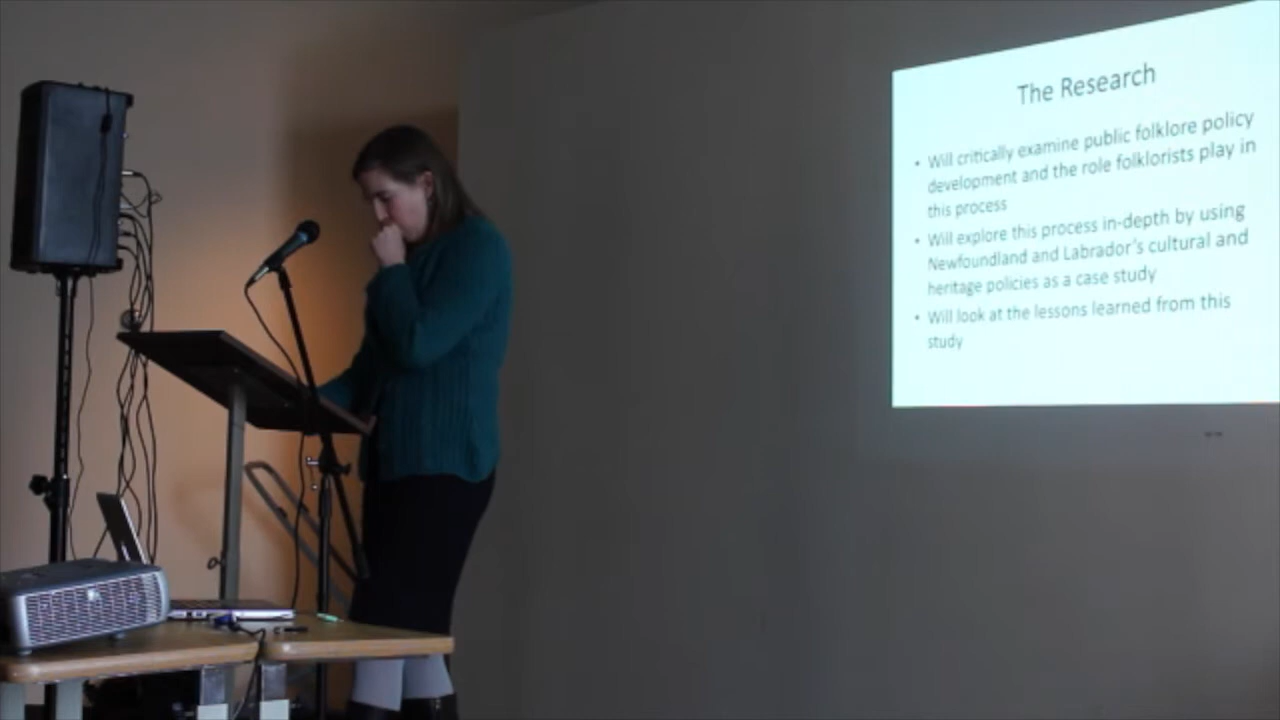 The Research
• Will critically examine public folklore policy
development and the role folklorists play in
this process
• Will explore this process in-depth by using
Newfoundland and Labrador's cultural and
heritage policies as a case study
• Will look at the lessons learned from this
study